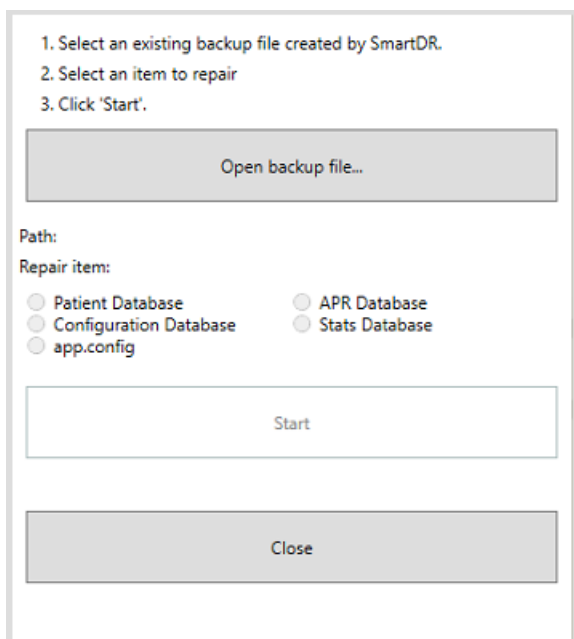 1. Select an existing backup file created by SmartDR.
2. Select an item to repair
3. Click 'Start'.
Open backup file...
Path:
Repair item:
Patient Database
APR Database
Configuration Database
Stats Database
app.config
Start
Close